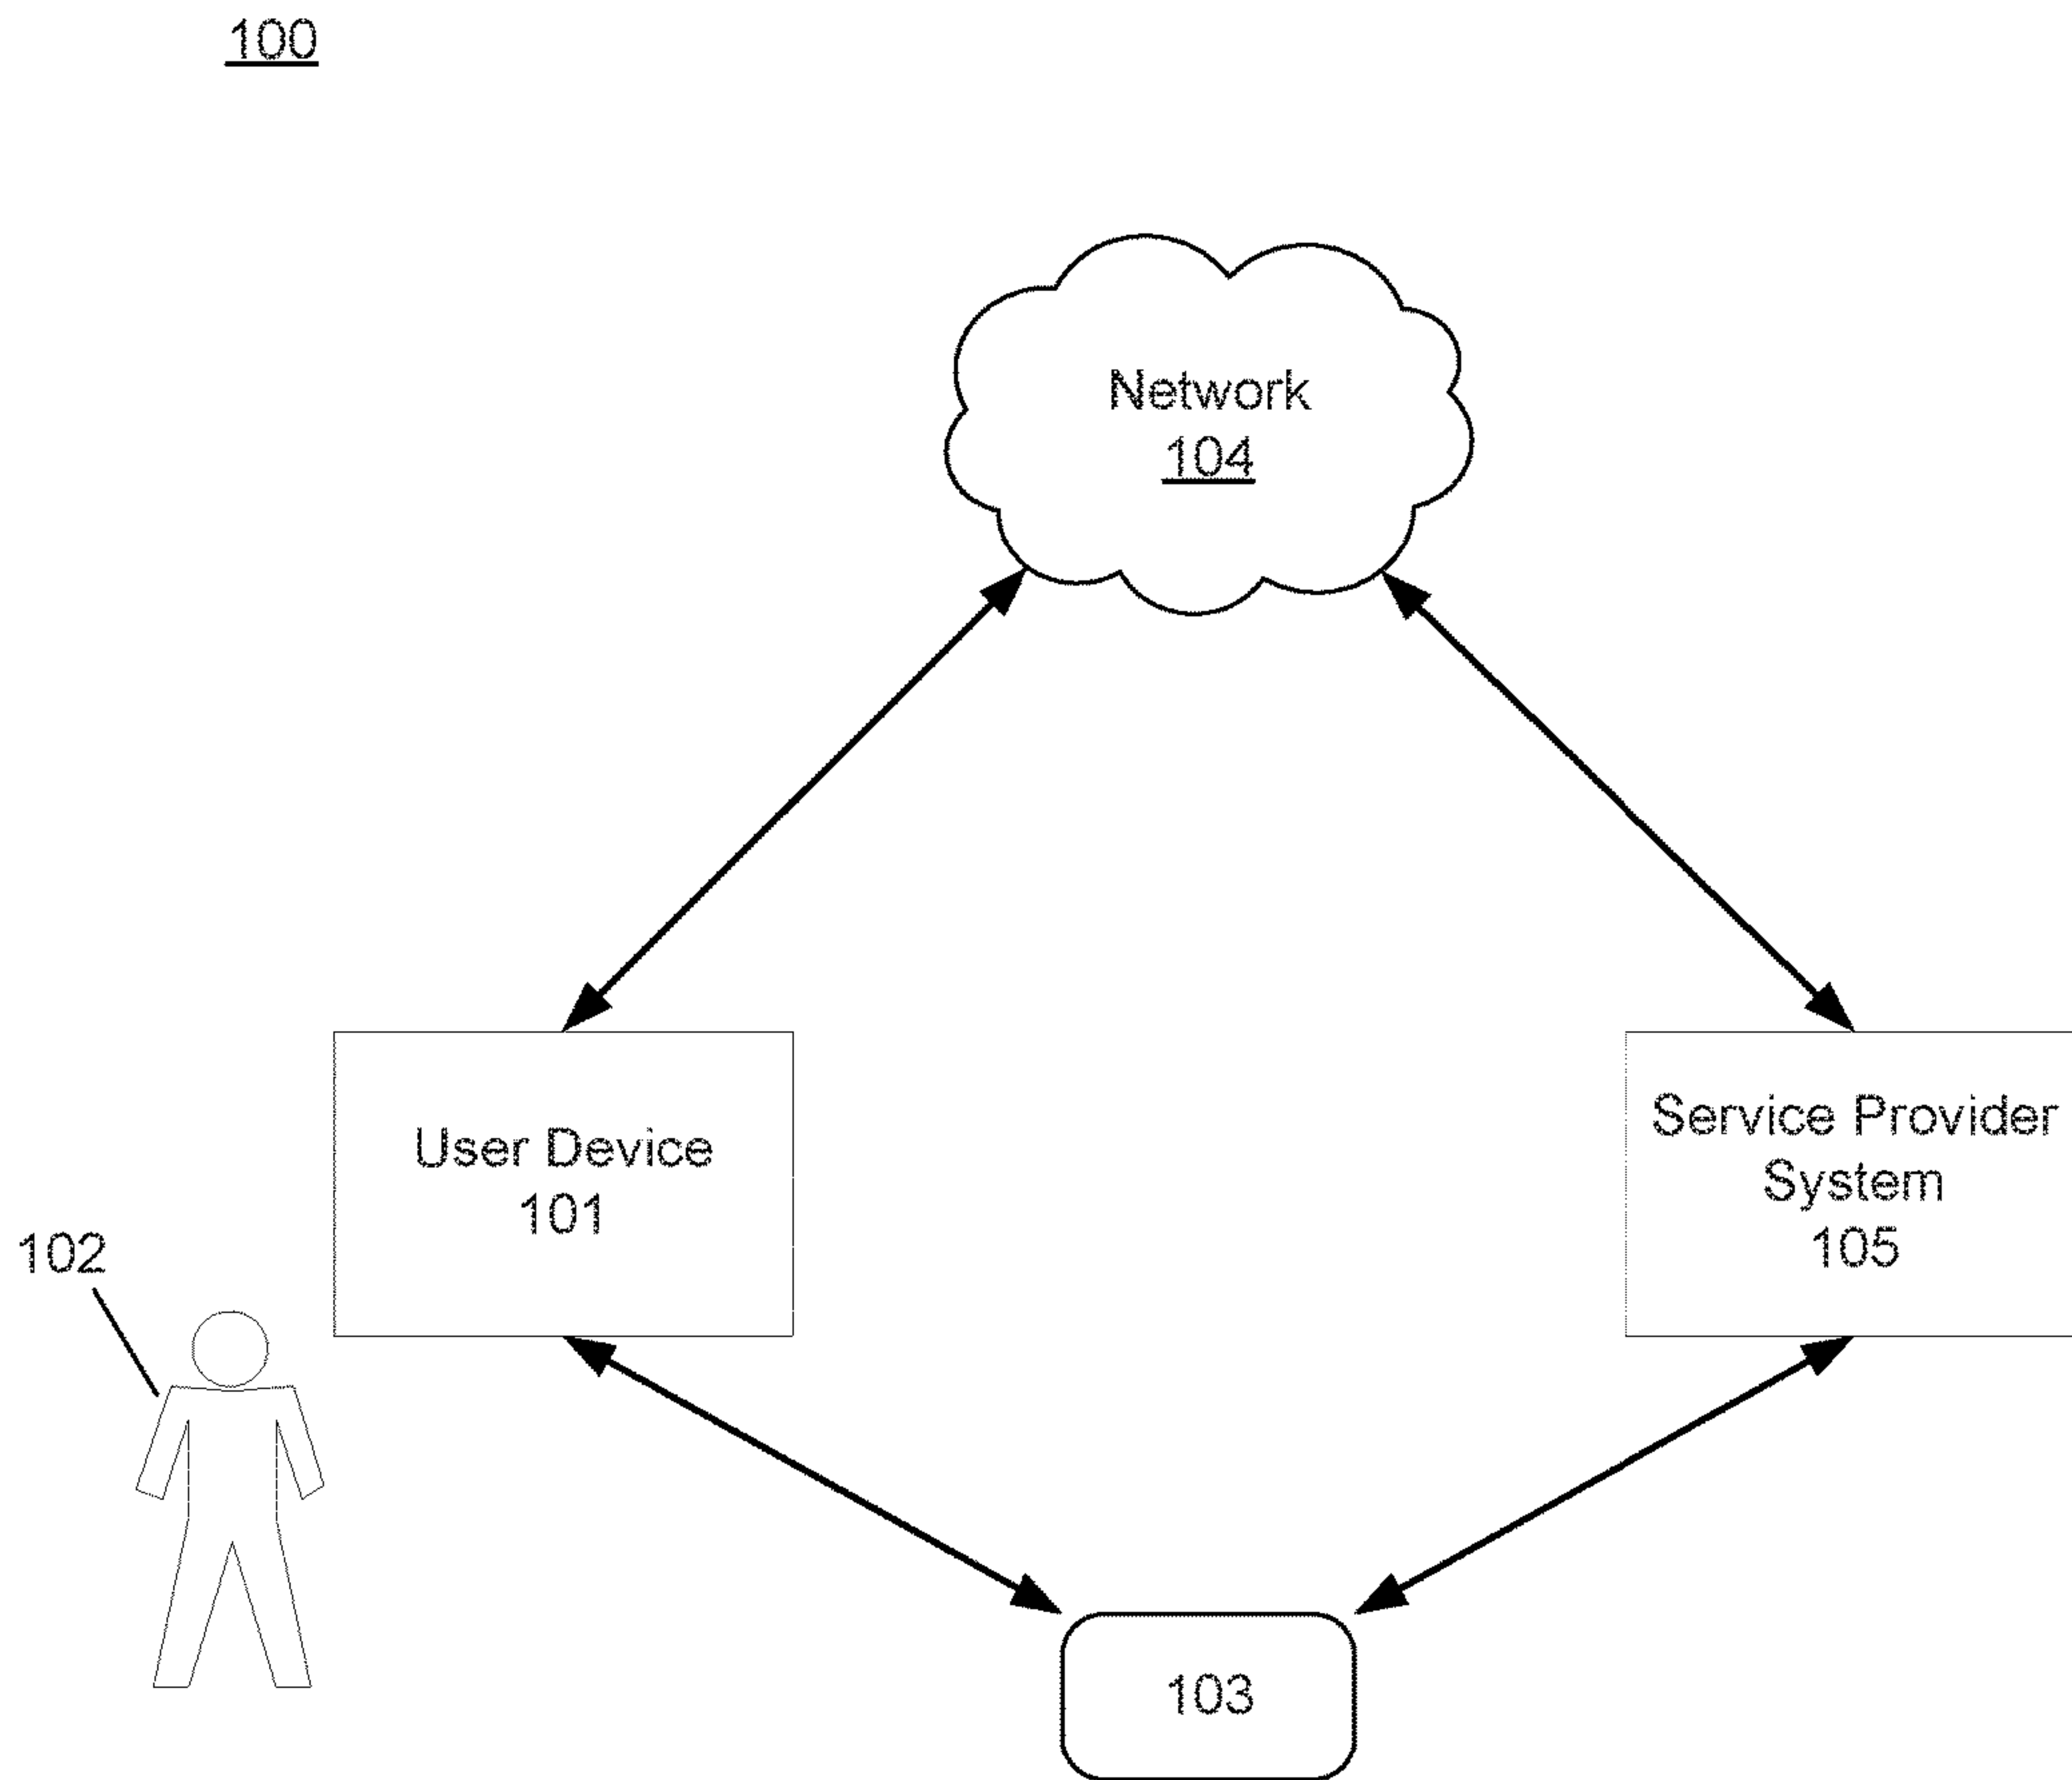 100
Network
104
User Device
101
Service Provider
System
105
102
103